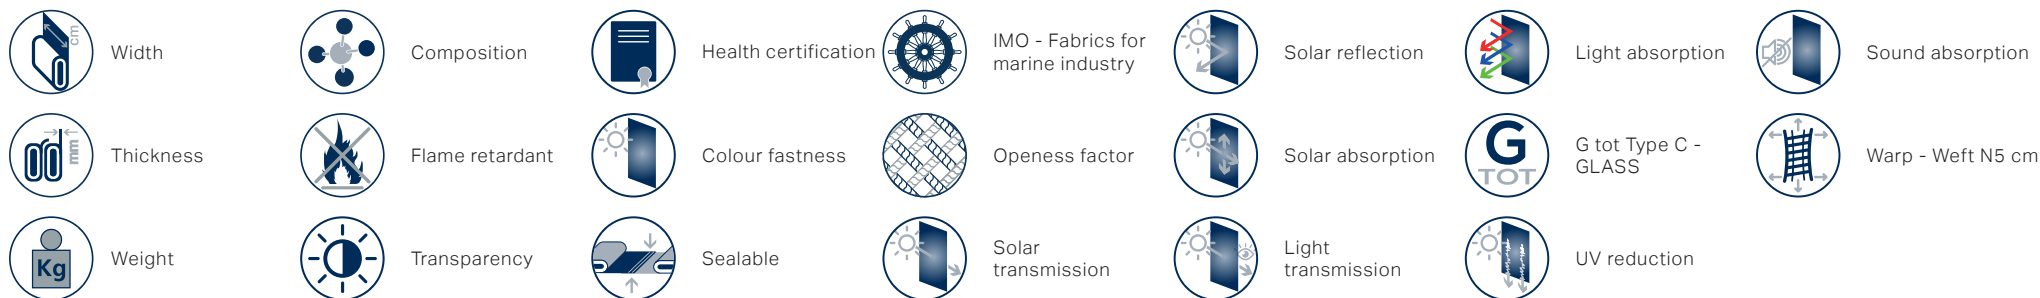 cm
Width
Composition
Health certification
IMO - Fabrics for
marine industry
Solar reflection
Light absorption
Sound absorption
mm
Thickness
Flame retardant
Colour fastness
Openess factor
Solar absorption
G
TOT
G tot Type C -
GLASS
Warp - Weft N5 cm
Kg
Weight
Transparency
Sealable
Solar
transmission
Light
transmission
UV reduction